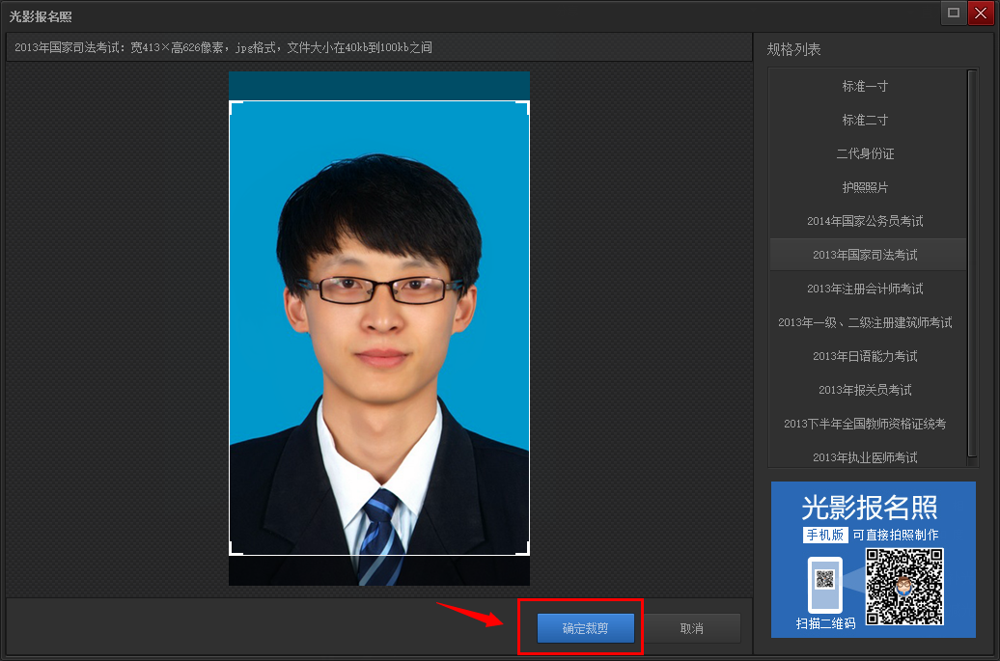 光影报名照
2013年国家司法考试：宽413×高626像素，jpg格式，文件大小在40kb到100kb之间
规格列表
标准一寸
标准二寸
二代身份证
护照照片
2014年国家公务员考试
2013年国家司法考试
2013年注册会计师考试
2013年一级、二级注册建筑师考试
2013年日语能力考试
2013年报关员考试
2013下半年全国教师资格证统考
2013年执业医师考试
光影报名照
手机版 可直接拍照制作
扫描二维码
确定裁剪
取消